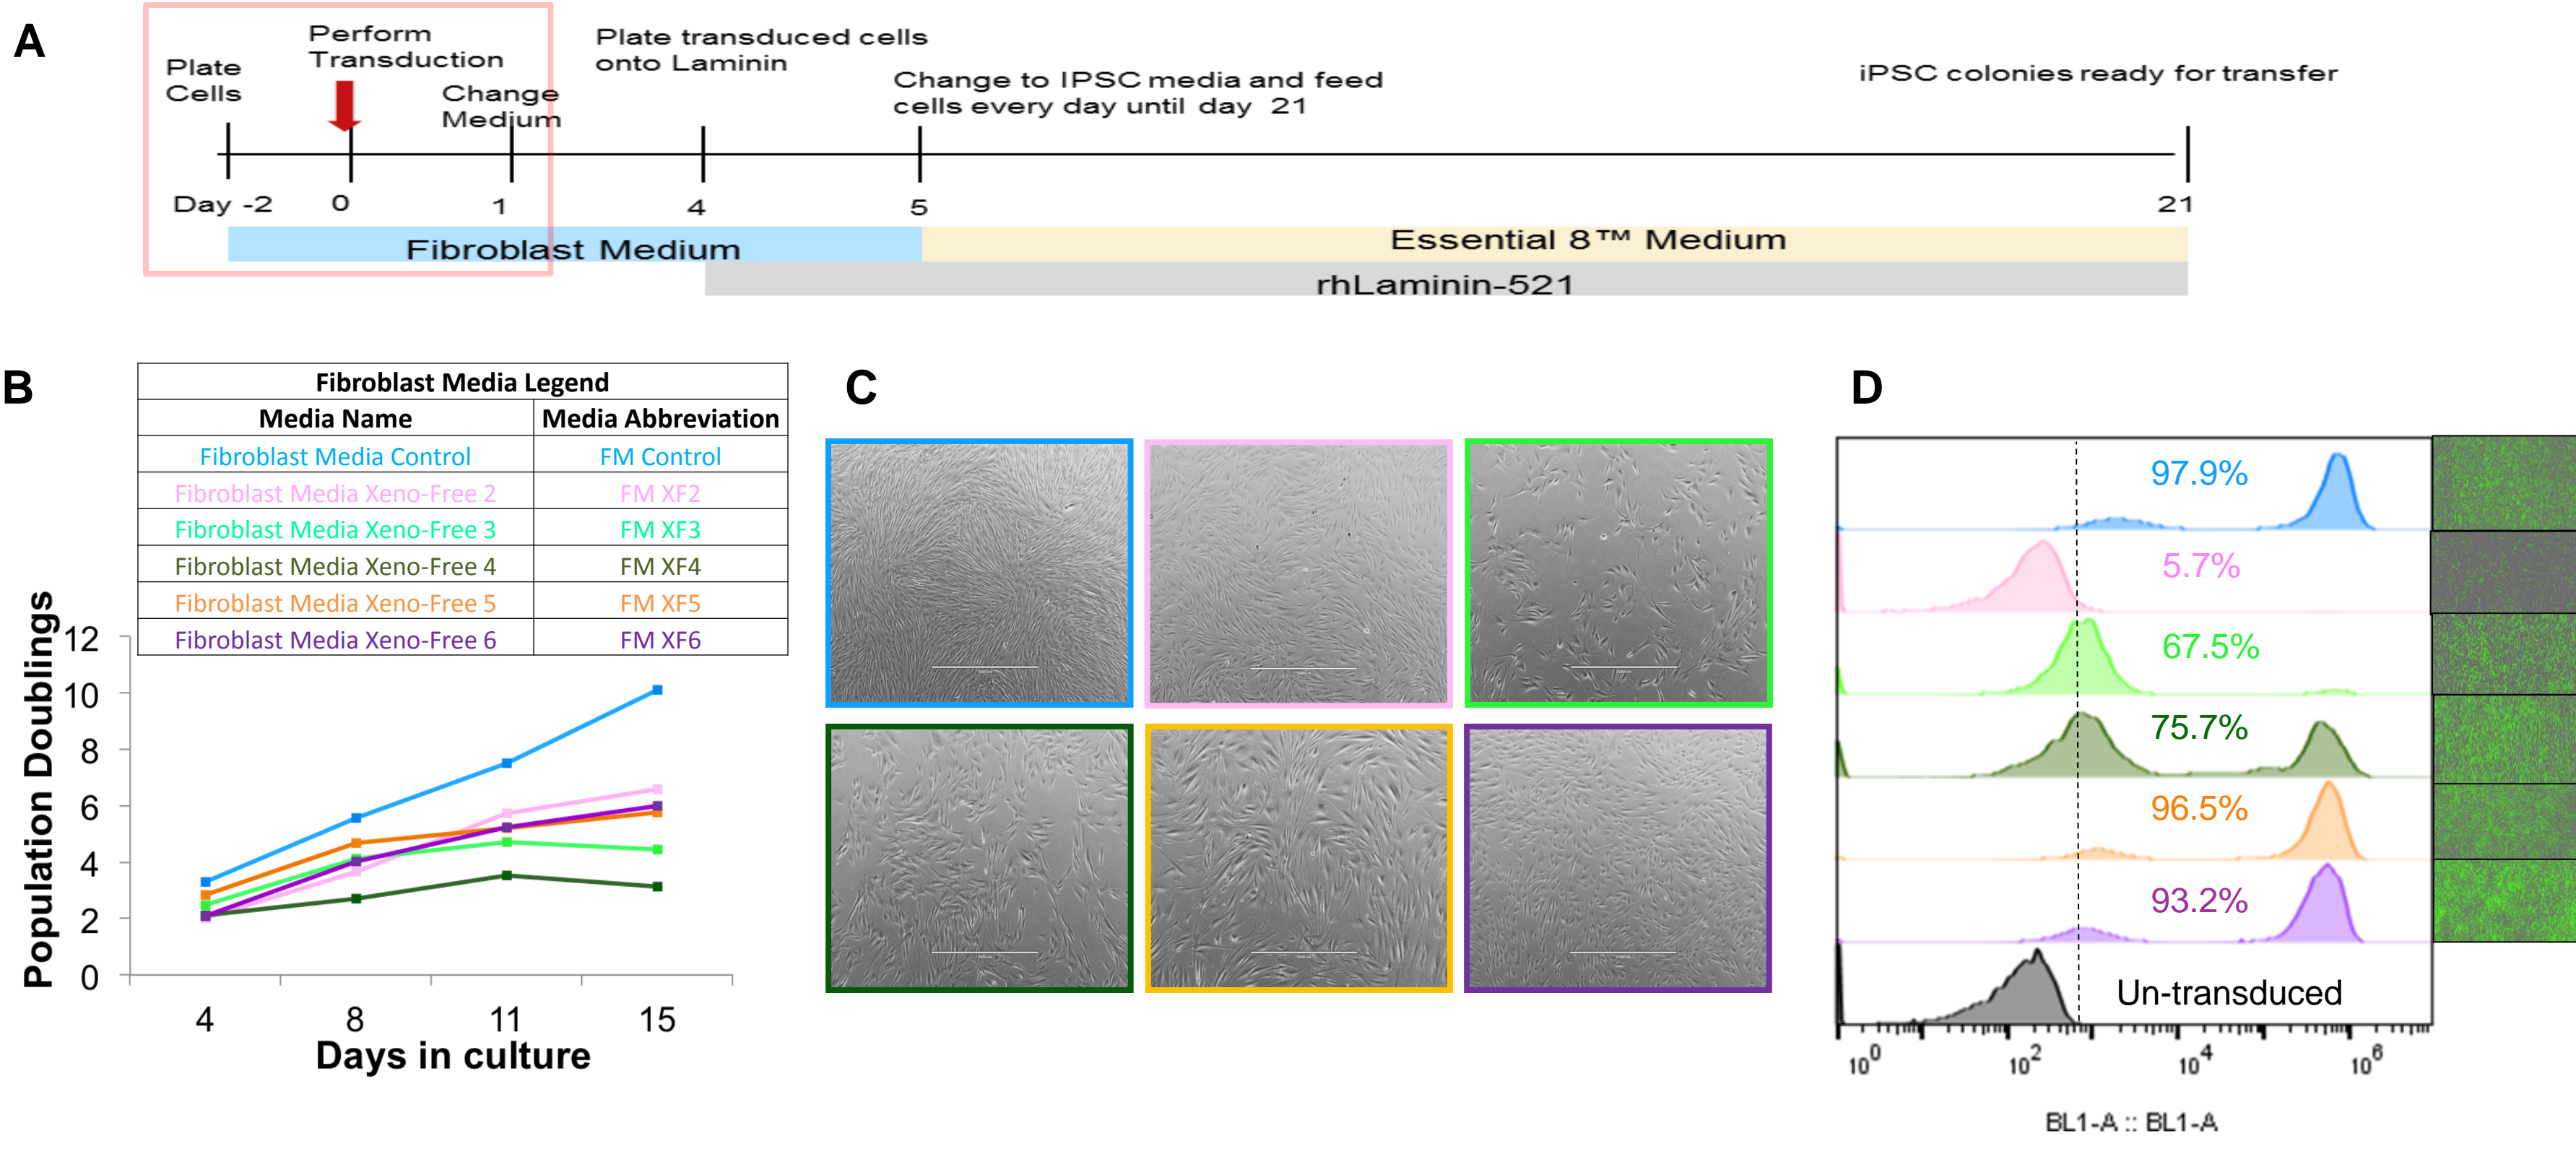 A
Perform
Transduction
Plate
Cells
Change
Medium
Plate transduced cells
onto Laminin
Change to IPSC media and feed
cells every day until day 21
iPSC colonies ready for transfer
Day -2 0 1 4 5 21
Fibroblast Medium
Essential 8™ Medium
rhLaminin-521
B
Fibroblast Media Legend
Media Name Media Abbreviation
Fibroblast Media Control FM Control
Fibroblast Media Xeno-Free 2 FM XF2
Fibroblast Media Xeno-Free 3 FM XF3
Fibroblast Media Xeno-Free 4 FM XF4
Fibroblast Media Xeno-Free 5 FM XF5
Fibroblast Media Xeno-Free 6 FM XF6
Population Doublings
12
10
8
6
4
2
0
4 8 11 15
Days in culture
C
D
97.9%
5.7%
67.5%
75.7%
96.5%
93.2%
Un-transduced
10⁰ 10² 10⁴ 10⁶
BL1-A :: BL1-A